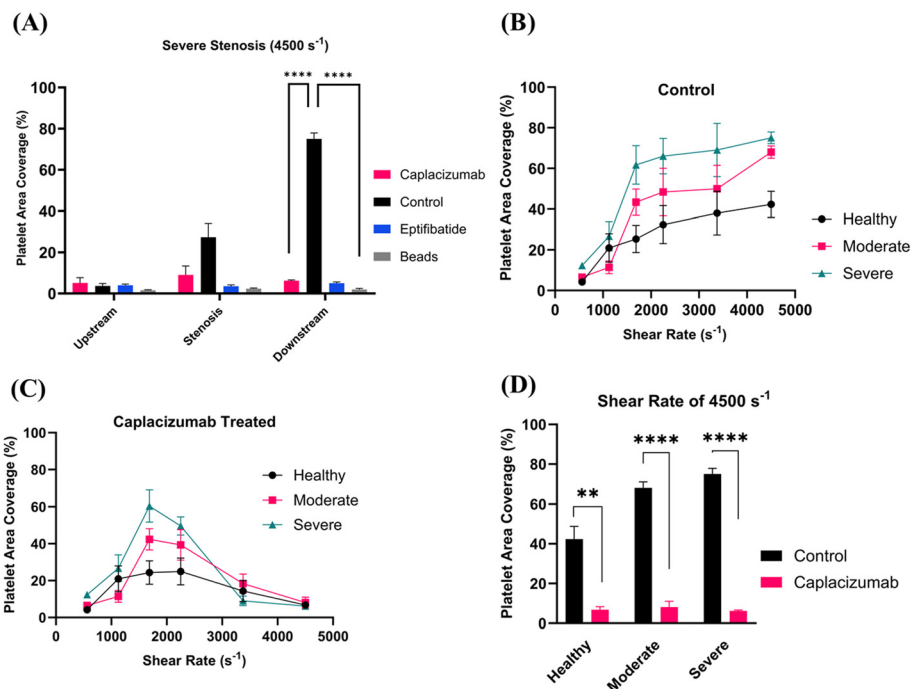 (A)
Severe Stenosis (4500 s⁻¹)
Platelet Area Coverage (%)
100
80
60
40
20
0
****
****
Upstream
Stenosis
Downstream
Caplacizumab
Control
Eptifibatide
Beads
(B)
Control
Platelet Area Coverage (%)
100
80
60
40
20
0
0 1000 2000 3000 4000 5000
Shear Rate (s⁻¹)
Healthy
Moderate
Severe
(C)
Caplacizumab Treated
Platelet Area Coverage (%)
100
80
60
40
20
0
0 1000 2000 3000 4000 5000
Shear Rate (s⁻¹)
Healthy
Moderate
Severe
(D)
Shear Rate of 4500 s⁻¹
Platelet Area Coverage (%)
100
80
60
40
20
0
**
****
****
Healthy
Moderate
Severe
Control
Caplacizumab